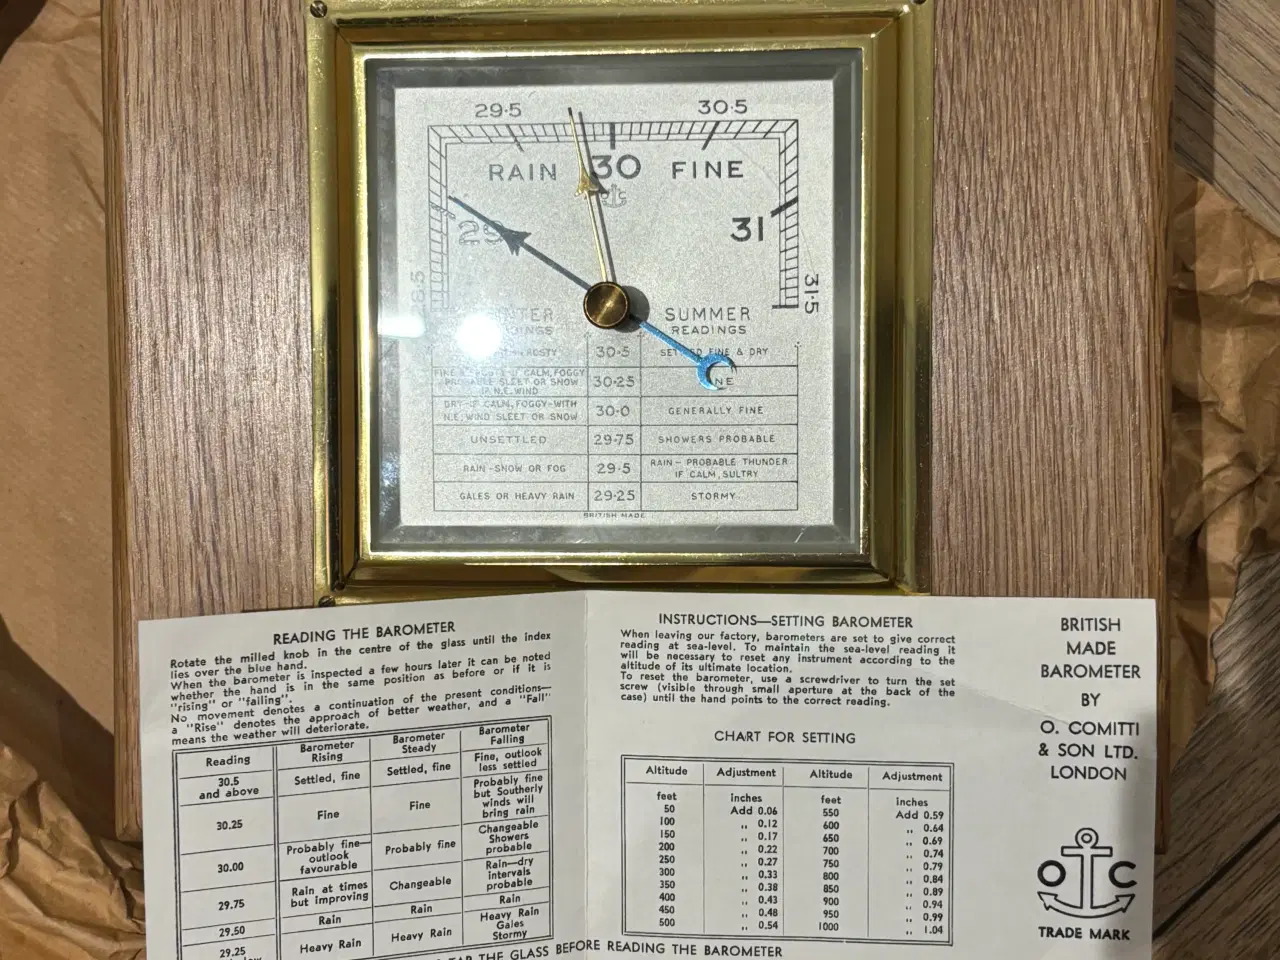 29·5
30·5
RAIN
30
FINE
29
31
31·5
SUMMER
READINGS
30·5
& DRY
30·25
PROBABLE SLEET OR SNOW
IF N.E. WIND
DRY-IF CALM, FOGGY-WITH
N.E. WIND SLEET OR SNOW
30·0
GENERALLY FINE
UNSETTLED
29·75
SHOWERS PROBABLE
RAIN-SNOW OR FOG
29·5
RAIN - PROBABLE THUNDER
IF CALM, SULTRY
GALES OR HEAVY RAIN
29·25
STORMY
BRITISH MADE
READING THE BAROMETER
Rotate the milled knob in the centre of the glass until the index
lies over the blue hand.
When the barometer is inspected a few hours later it can be noted
whether the hand is in the same position as before or if it is
"rising" or "falling".
No movement denotes a continuation of the present conditions—
a "Rise" denotes the approach of better weather, and a "Fall"
means the weather will deteriorate.
Reading
Barometer Rising
Barometer Steady
Barometer Falling
30.5 and above
Settled, fine
Settled, fine
Fine, outlook less settled
30.25
Fine
Fine
Probably fine but Southerly winds will bring rain
30.00
Probably fine—outlook favourable
Probably fine
Changeable Showers probable
29.75
Rain at times but improving
Changeable
Rain—dry intervals probable
29.50
Rain
Rain
Rain
29.25
Heavy Rain
Heavy Rain
Heavy Rain Gales Stormy
THE GLASS BEFORE READING THE BAROMETER
INSTRUCTIONS—SETTING BAROMETER
When leaving our factory, barometers are set to give correct
reading at sea-level. To maintain the sea-level reading it
will be necessary to reset any instrument according to the
altitude of its ultimate location.
To reset the barometer, use a screwdriver to turn the set
screw (visible through small aperture at the back of the
case) until the hand points to the correct reading.
CHART FOR SETTING
Altitude Adjustment Altitude Adjustment
feet inches feet inches
50 Add 0.06 550 Add 0.59
100 ,, 0.12 600 ,, 0.64
150 ,, 0.17 650 ,, 0.69
200 ,, 0.22 700 ,, 0.74
250 ,, 0.27 750 ,, 0.79
300 ,, 0.33 800 ,, 0.84
350 ,, 0.38 850 ,, 0.89
400 ,, 0.43 900 ,, 0.94
450 ,, 0.48 950 ,, 0.99
500 ,, 0.54 1000 ,, 1.04
BRITISH
MADE
BAROMETER
BY
O. COMITTI
& SON LTD.
LONDON
O C
TRADE MARK